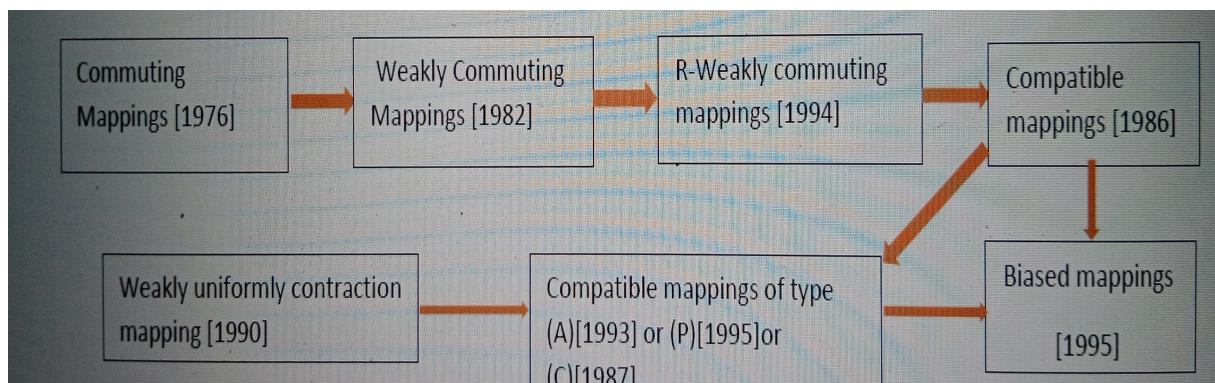 Commuting
Mappings [1976]
Weakly Commuting
Mappings [1982]
R-Weakly commuting
mappings [1994]
Compatible
mappings [1986]
Weakly uniformly contraction
mapping [1990]
Compatible mappings of type
(A)[1993] or (P)[1995]or
(C)[1987]
Biased mappings
[1995]